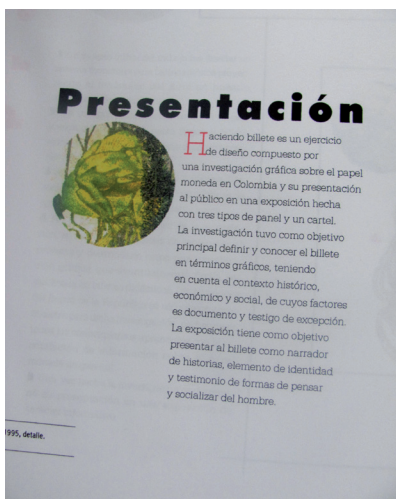 Presentación
Haciendo billete es un ejercicio
de diseño compuesto por
una investigación gráfica sobre el papel
moneda en Colombia y su presentación
al público en una exposición hecha
con tres tipos de panel y un cartel.
La investigación tuvo como objetivo
principal definir y conocer el billete
en términos gráficos, teniendo
en cuenta el contexto histórico,
económico y social, de cuyos factores
es documento y testigo de excepción.
La exposición tiene como objetivo
presentar al billete como narrador
de historias, elemento de identidad
y testimonio de formas de pensar
y socializar del hombre.
1995, detalle.